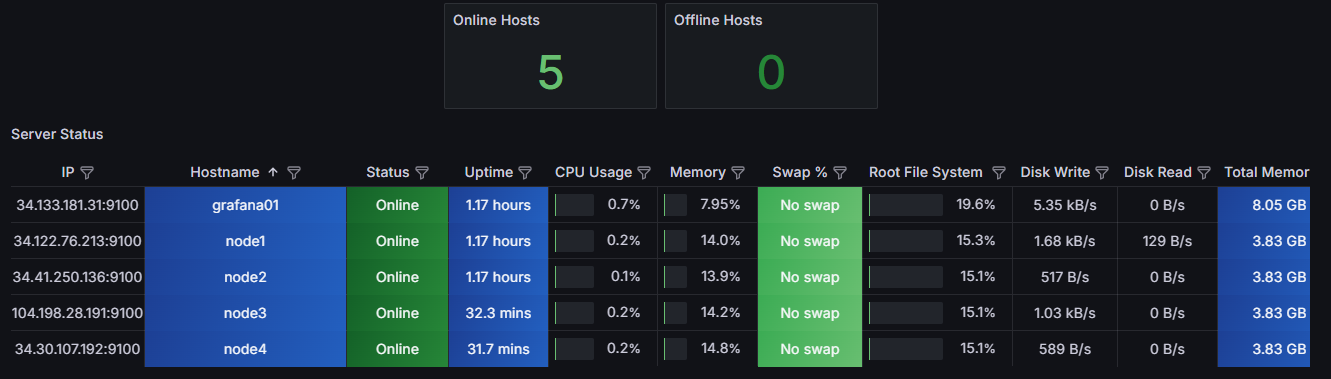 Online Hosts Offline Hosts
5 0
Server Status
IP Hostname Status Uptime CPU Usage Memory Swap % Root File System Disk Write Disk Read Total Memor
34.133.181.31:9100 grafana01 Online 1.17 hours 0.7% 7.95% No swap 19.6% 5.35 kB/s 0 B/s 8.05 GB
34.122.76.213:9100 node1 Online 1.17 hours 0.2% 14.0% No swap 15.3% 1.68 kB/s 129 B/s 3.83 GB
34.41.250.136:9100 node2 Online 1.17 hours 0.1% 13.9% No swap 15.1% 517 B/s 0 B/s 3.83 GB
104.198.28.191:9100 node3 Online 32.3 mins 0.2% 14.2% No swap 15.1% 1.03 kB/s 0 B/s 3.83 GB
34.30.107.192:9100 node4 Online 31.7 mins 0.2% 14.8% No swap 15.1% 589 B/s 0 B/s 3.83 GB